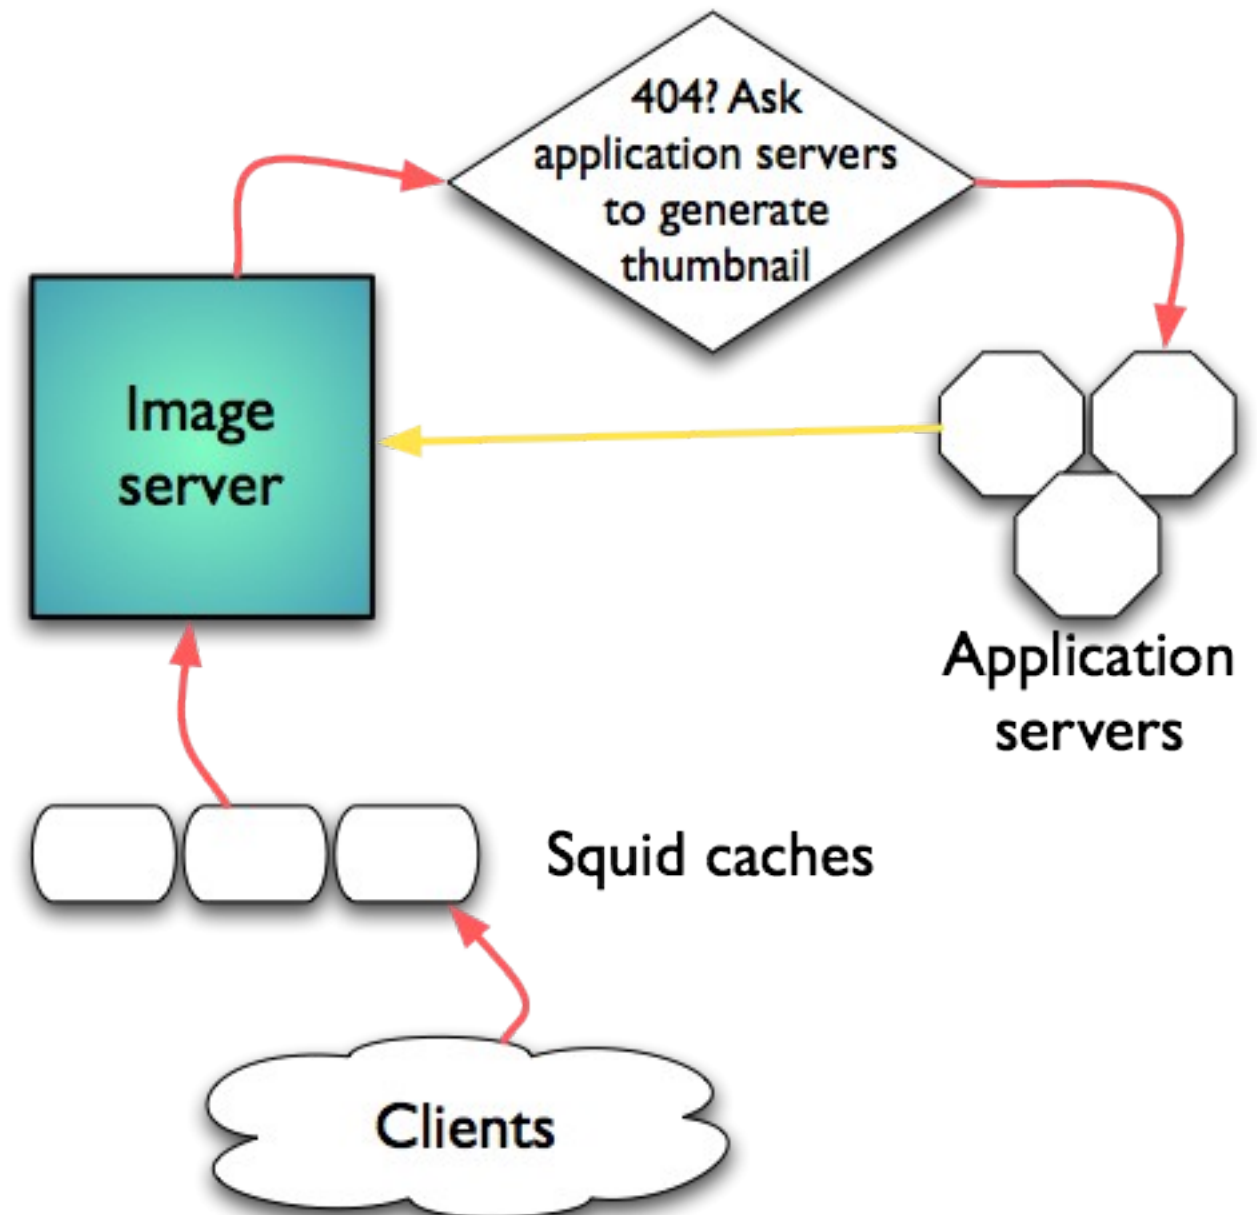 404? Ask
application servers
to generate
thumbnail
Image
server
Application
servers
Squid caches
Clients